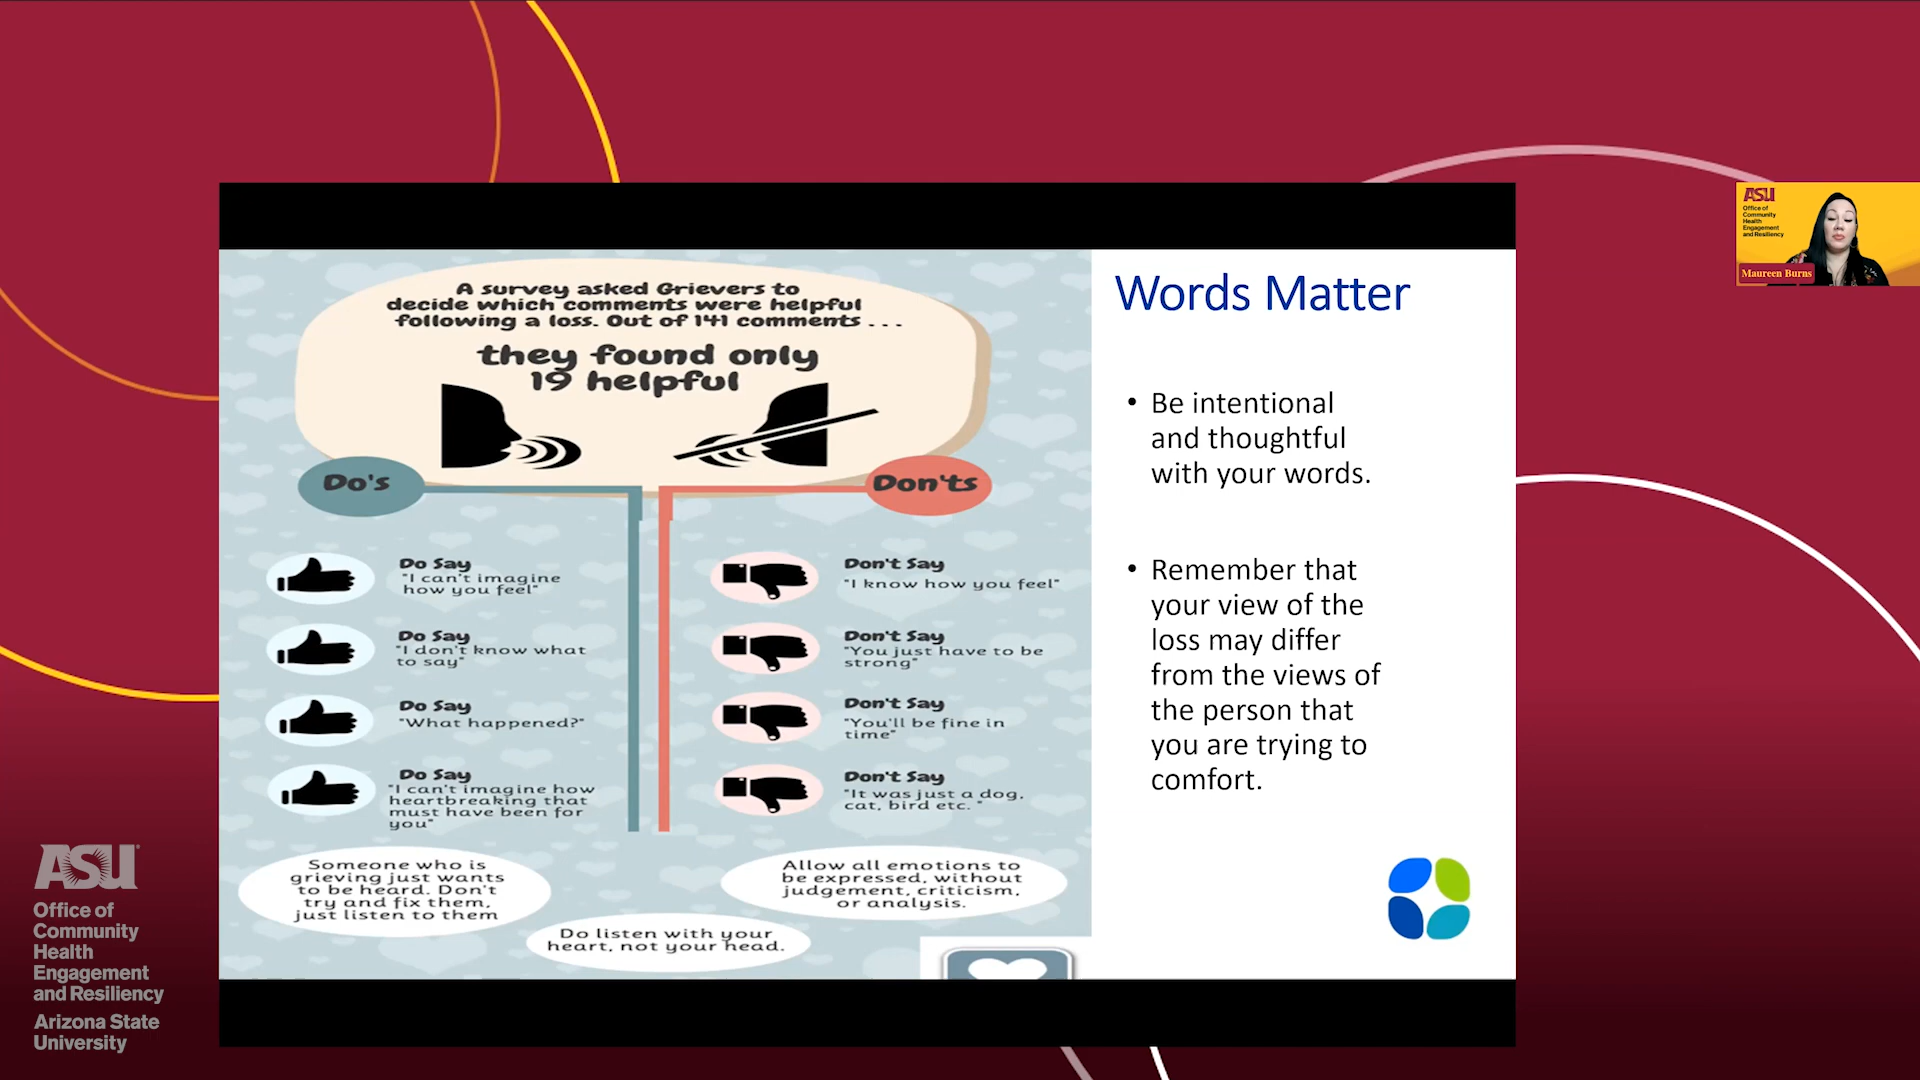 A survey asked Grievers to
decide which comments were helpful
following a loss. Out of 141 comments . . .
they found only
19 helpful
Do's
Don'ts
Do Say
"I can't imagine
how you feel"
Do Say
"I don't know what
to say"
Do Say
"What happened?"
Do Say
"I can't imagine how
heartbreaking that
must have been for
you"
Don't Say
"I know how you feel"
Don't Say
"You just have to be
strong"
Don't Say
"You'll be fine in
time"
Don't Say
"It was just a dog,
cat, bird etc. "
Someone who is
grieving just wants
to be heard. Don't
try and fix them,
just listen to them
Allow all emotions to
be expressed, without
judgement, criticism,
or analysis.
Do listen with your
heart, not your head.
Words Matter
• Be intentional
and thoughtful
with your words.
• Remember that
your view of the
loss may differ
from the views of
the person that
you are trying to
comfort.
ASU
Office of
Community
Health
Engagement
and Resiliency
Maureen Burns
ASU
Office of
Community
Health
Engagement
and Resiliency
Arizona State
University